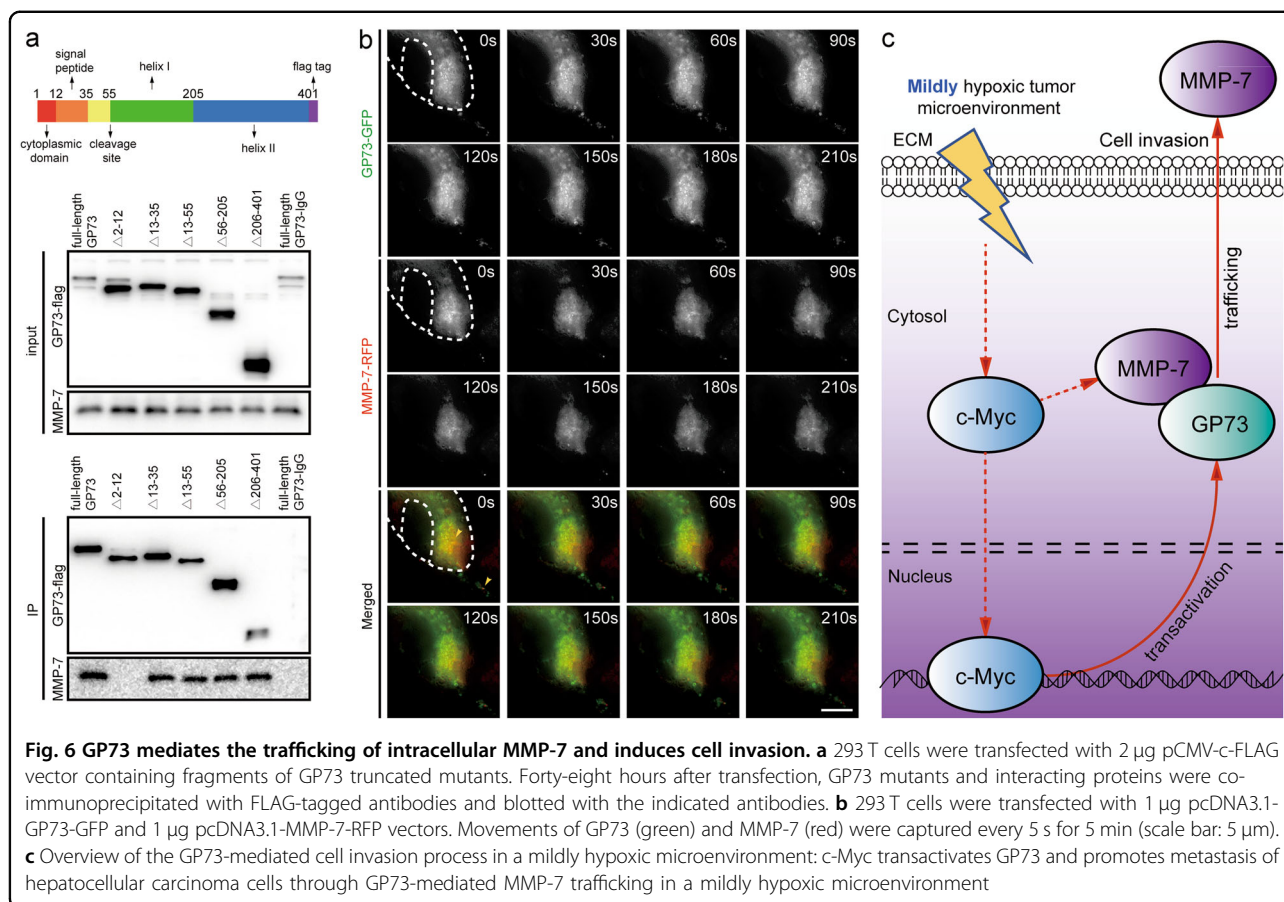 a
signal
peptide
helix I
flag tag
1 12 35 55 205 401
cytoplasmic
domain
cleavage
site
helix II
full-length
GP73
△2-12
△13-35
△13-55
△56-205
△206-401
full-length
GP73-IgG
input
GP73-flag
MMP-7
full-length
GP73
△2-12
△13-35
△13-55
△56-205
△206-401
full-length
GP73-IgG
IP
GP73-flag
MMP-7
b
GP73-GFP
0s 30s 60s 90s
120s 150s 180s 210s
MMP-7-RFP
0s 30s 60s 90s
120s 150s 180s 210s
Merged
0s 30s 60s 90s
120s 150s 180s 210s
c
Mildly hypoxic tumor
microenvironment
ECM
MMP-7
Cell invasion
trafficking
Cytosol
MMP-7
c-Myc
GP73
Nucleus
transactivation
c-Myc
Fig. 6 GP73 mediates the trafficking of intracellular MMP-7 and induces cell invasion. a 293 T cells were transfected with 2 µg pCMV-c-FLAG
vector containing fragments of GP73 truncated mutants. Forty-eight hours after transfection, GP73 mutants and interacting proteins were co-
immunoprecipitated with FLAG-tagged antibodies and blotted with the indicated antibodies. b 293 T cells were transfected with 1 µg pcDNA3.1-
GP73-GFP and 1 µg pcDNA3.1-MMP-7-RFP vectors. Movements of GP73 (green) and MMP-7 (red) were captured every 5 s for 5 min (scale bar: 5 µm).
c Overview of the GP73-mediated cell invasion process in a mildly hypoxic microenvironment: c-Myc transactivates GP73 and promotes metastasis of
hepatocellular carcinoma cells through GP73-mediated MMP-7 trafficking in a mildly hypoxic microenvironment